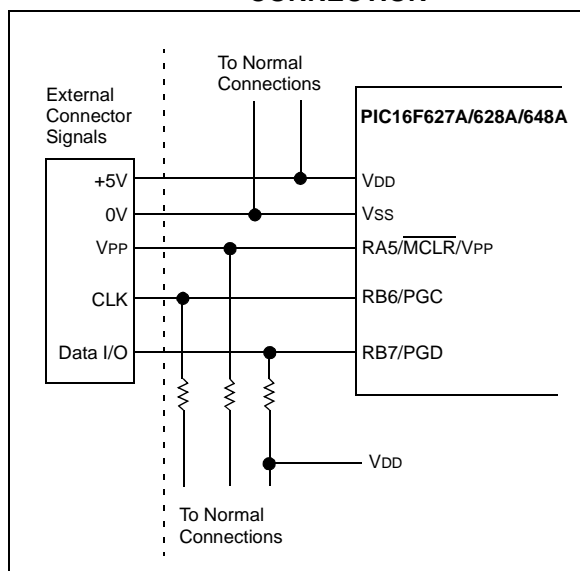 CONNECTION
To Normal
Connections
External
Connector
Signals
PIC16F627A/628A/648A
+5V
VDD
0V
VSS
VPP
RA5/MCLR/VPP
CLK
RB6/PGC
Data I/O
RB7/PGD
VDD
To Normal
Connections